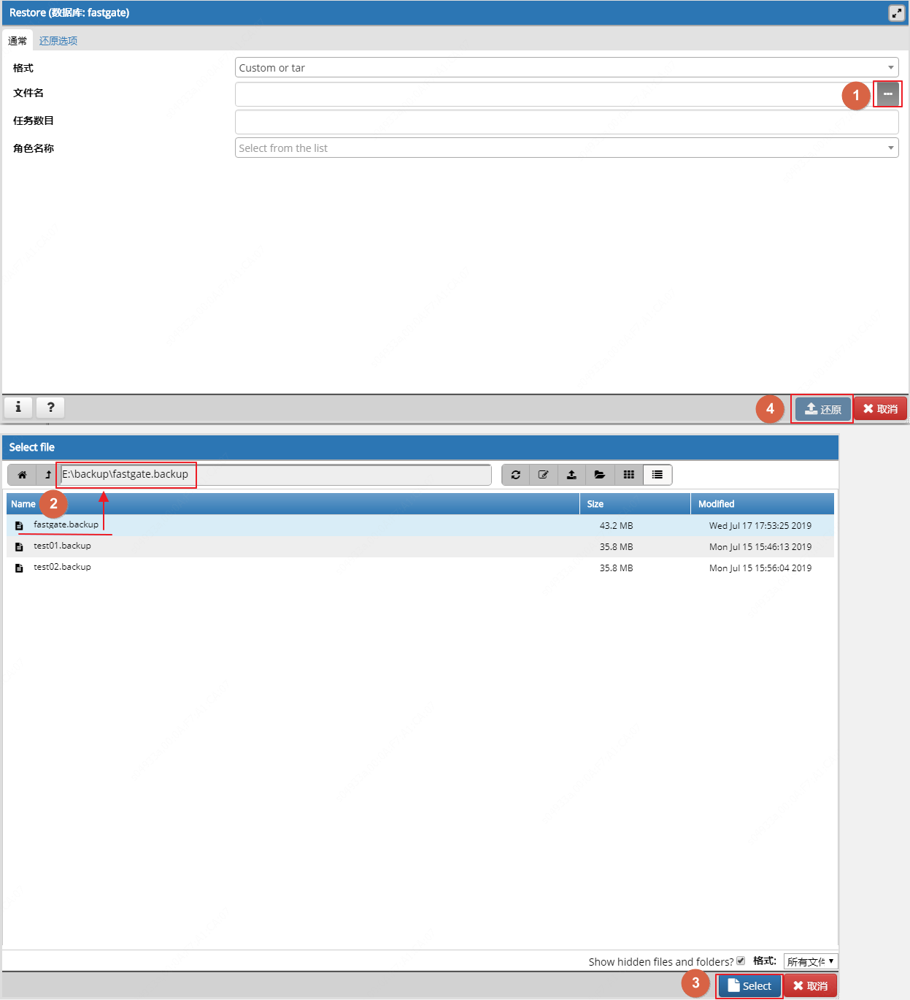 Restore (数据库: fastgate)
通常 还原选项
格式 Custom or tar
文件名 1
任务数目
角色名称 Select from the list
i ? 4 还原 取消
Select file
E:\backup\fastgate.backup
Name 2 Size Modified
fastgate.backup 43.2 MB Wed Jul 17 17:53:25 2019
test01.backup 35.8 MB Mon Jul 15 15:46:13 2019
test02.backup 35.8 MB Mon Jul 15 15:56:04 2019
Show hidden files and folders? 格式: 所有文件
3 Select 取消